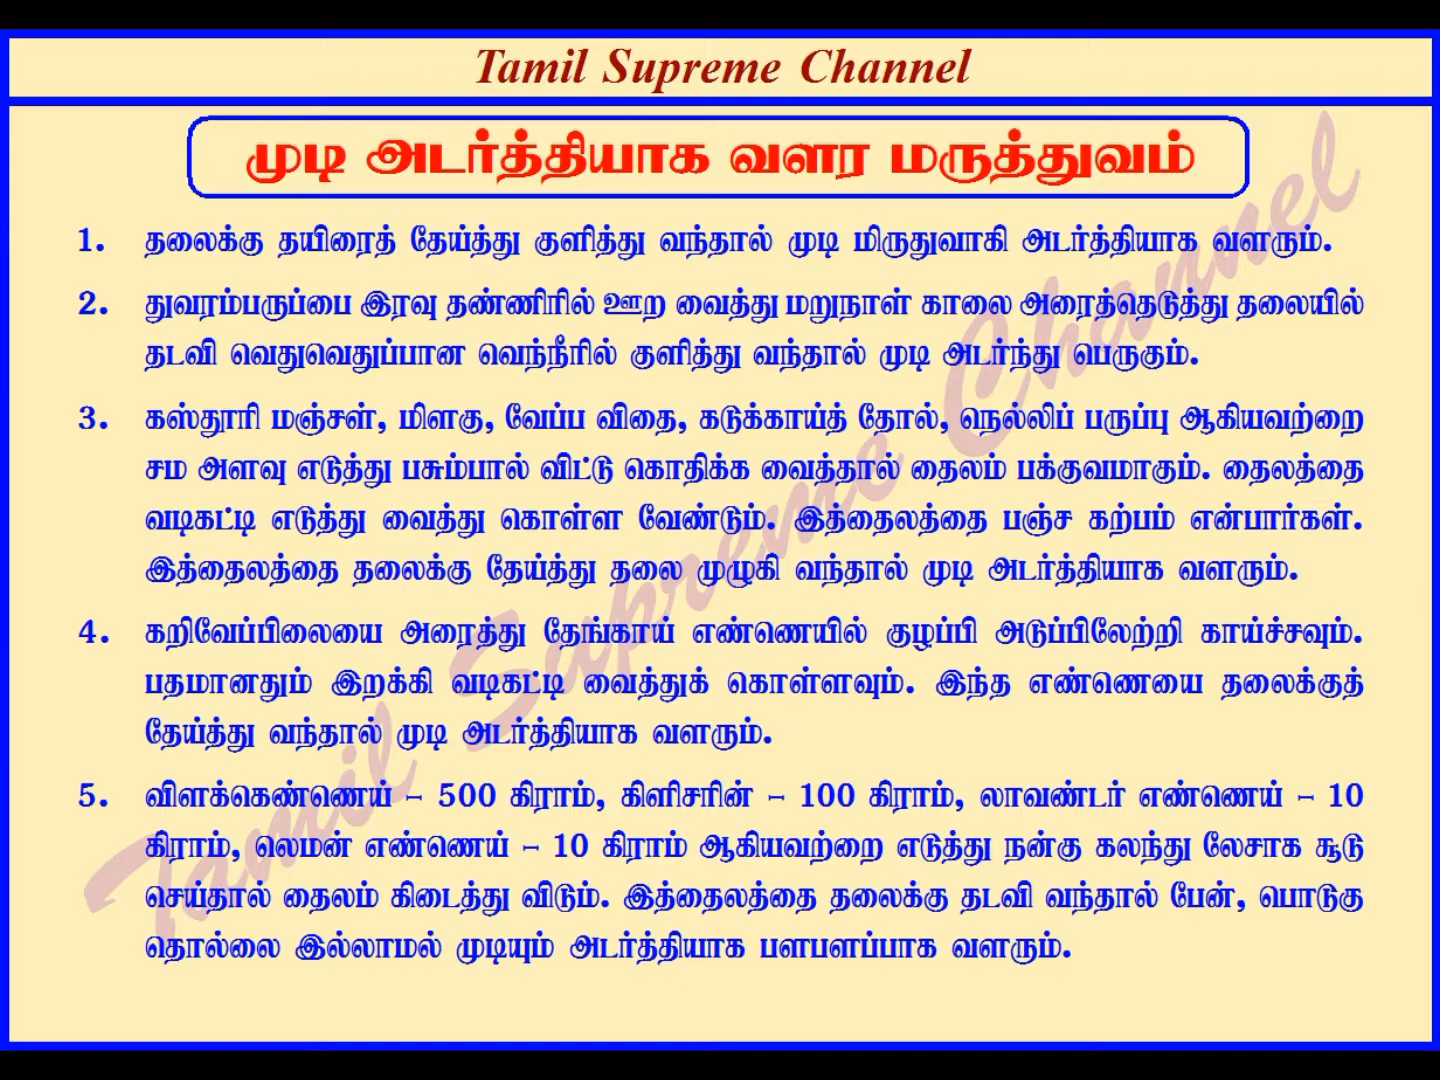 Tamil Supreme Channel
முடி அடர்த்தியாக வளர மருத்துவம்
1. தலைக்கு தயிரைத் தேய்த்து குளித்து வந்தால் முடி மிருதுவாகி அடர்த்தியாக வளரும்.
2. துவரம்பருப்பை இரவு தண்ணிரில் ஊற வைத்து மறுநாள் காலை அரைத்தெடுத்து தலையில்
தடவி வெதுவெதுப்பான வெந்நீரில் குளித்து வந்தால் முடி அடர்ந்து பெருகும்.
3. கஸ்தூரி மஞ்சள், மிளகு, வேப்ப விதை, கடுக்காய்த் தோல், நெல்லிப் பருப்பு ஆகியவற்றை
சம அளவு எடுத்து பசும்பால் விட்டு கொதிக்க வைத்தால் தைலம் பக்குவமாகும். தைலத்தை
வடிகட்டி எடுத்து வைத்து கொள்ள வேண்டும். இத்தைலத்தை பஞ்ச கற்பம் என்பார்கள்.
இத்தைலத்தை தலைக்கு தேய்த்து தலை முழுகி வந்தால் முடி அடர்த்தியாக வளரும்.
4. கறிவேப்பிலையை அரைத்து தேங்காய் எண்ணெயில் குழப்பி அடுப்பிலேற்றி காய்ச்சவும்.
பதமானதும் இறக்கி வடிகட்டி வைத்துக் கொள்ளவும். இந்த எண்ணெயை தலைக்குத்
தேய்த்து வந்தால் முடி அடர்த்தியாக வளரும்.
5. விளக்கெண்ணெய் – 500 கிராம், கிளிசரின் – 100 கிராம், லாவண்டர் எண்ணெய் – 10
கிராம், லெமன் எண்ணெய் – 10 கிராம் ஆகியவற்றை எடுத்து நன்கு கலந்து லேசாக சூடு
செய்தால் தைலம் கிடைத்து விடும். இத்தைலத்தை தலைக்கு தடவி வந்தால் பேன், பொடுகு
தொல்லை இல்லாமல் முடியும் அடர்த்தியாக பளபளப்பாக வளரும்.
Tamil Supreme Channel